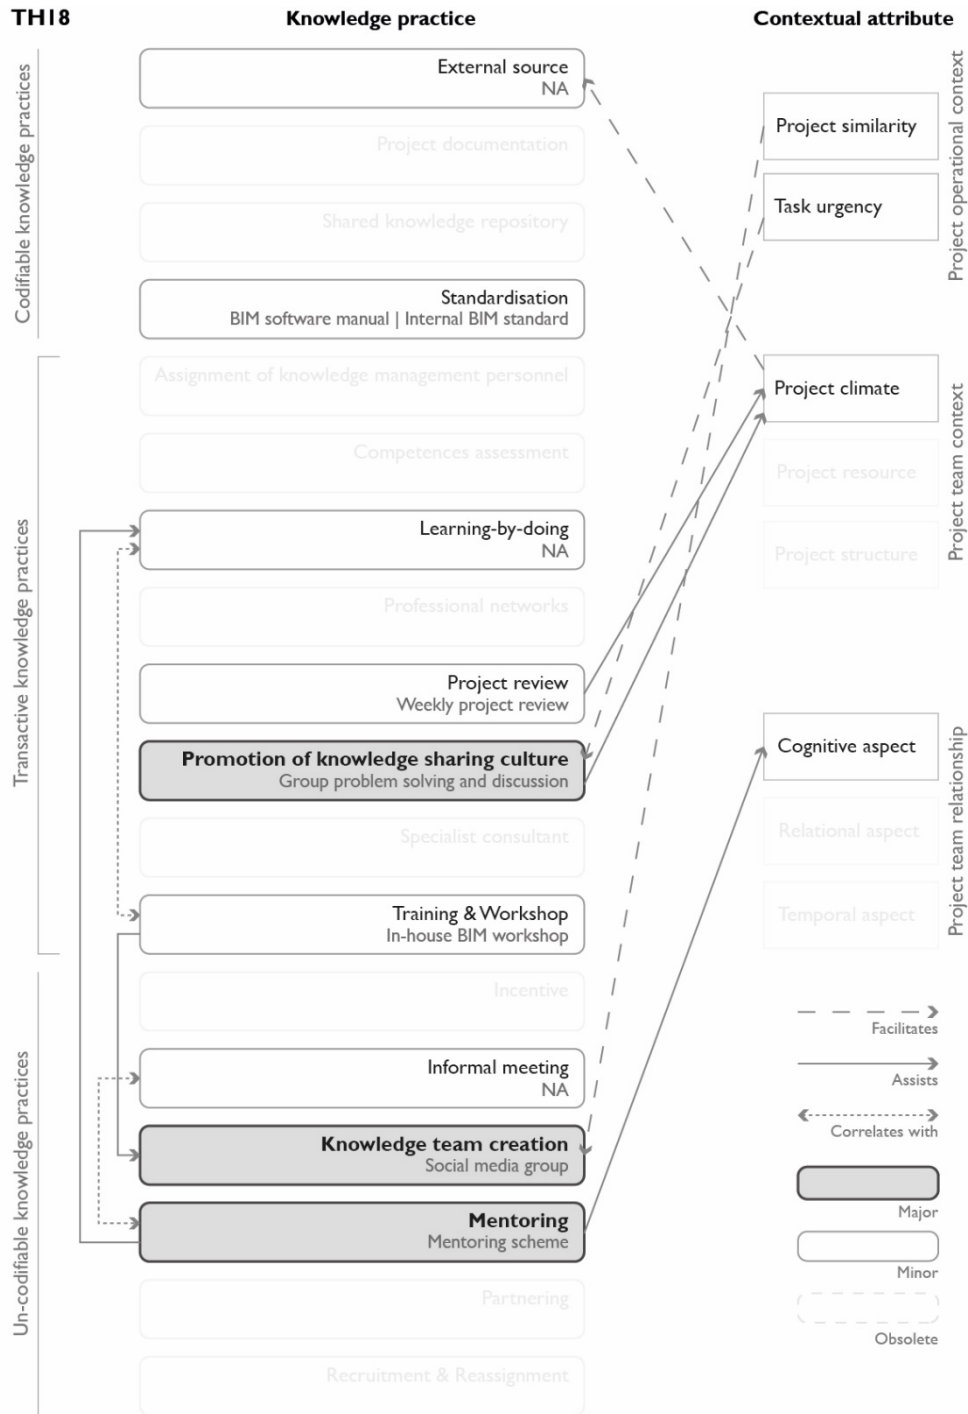 TH18
Knowledge practice
Contextual attribute
Codifiable knowledge practices
External source
NA
Project documentation
Shared knowledge repository
Standardisation
BIM software manual | Internal BIM standard
Transactive knowledge practices
Assignment of knowledge management personnel
Competences assessment
Learning-by-doing
NA
Professional networks
Project review
Weekly project review
Promotion of knowledge sharing culture
Group problem solving and discussion
Specialist consultant
Training & Workshop
In-house BIM workshop
Un-codifiable knowledge practices
Incentive
Informal meeting
NA
Knowledge team creation
Social media group
Mentoring
Mentoring scheme
Partnering
Recruitment & Reassignment
Project operational context
Project similarity
Task urgency
Project team context
Project climate
Project resource
Project structure
Project team relationship
Cognitive aspect
Relational aspect
Temporal aspect
Facilitates
Assists
Correlates with
Major
Minor
Obsolete